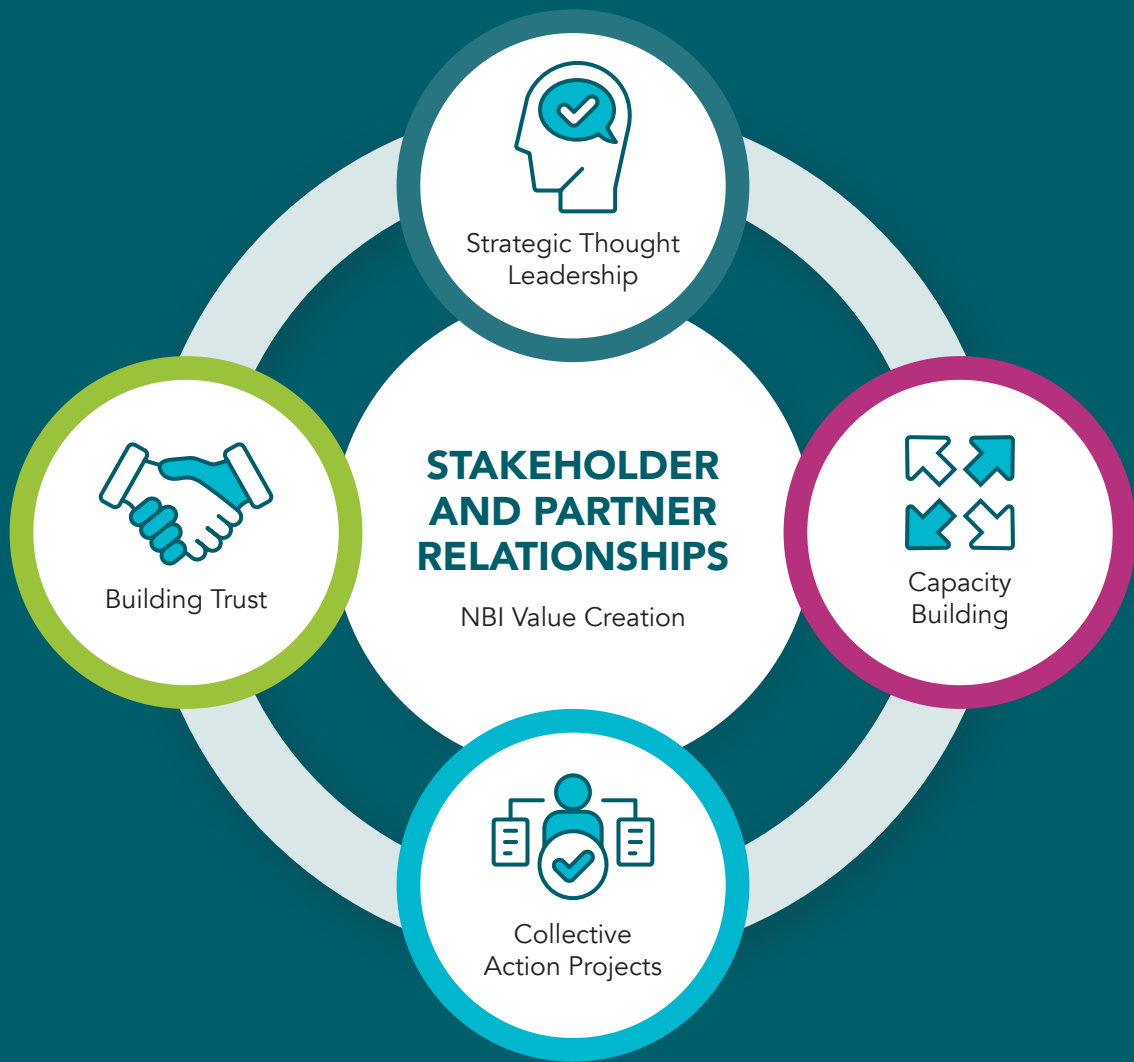 Strategic Thought
Leadership
STAKEHOLDER
AND PARTNER
RELATIONSHIPS
NBI Value Creation
Building Trust
Capacity
Building
Collective
Action Projects